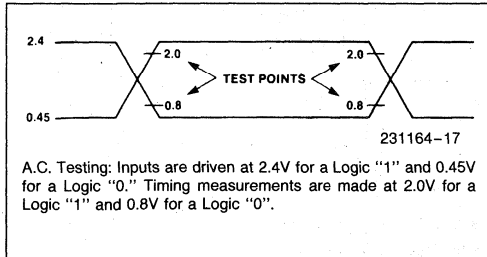 2.4
2.0
2.0
TEST POINTS
0.8
0.8
0.45
231164-17
A.C. Testing: Inputs are driven at 2.4V for a Logic "1" and 0.45V
for a Logic "0." Timing measurements are made at 2.0V for a
Logic "1" and 0.8V for a Logic "0".